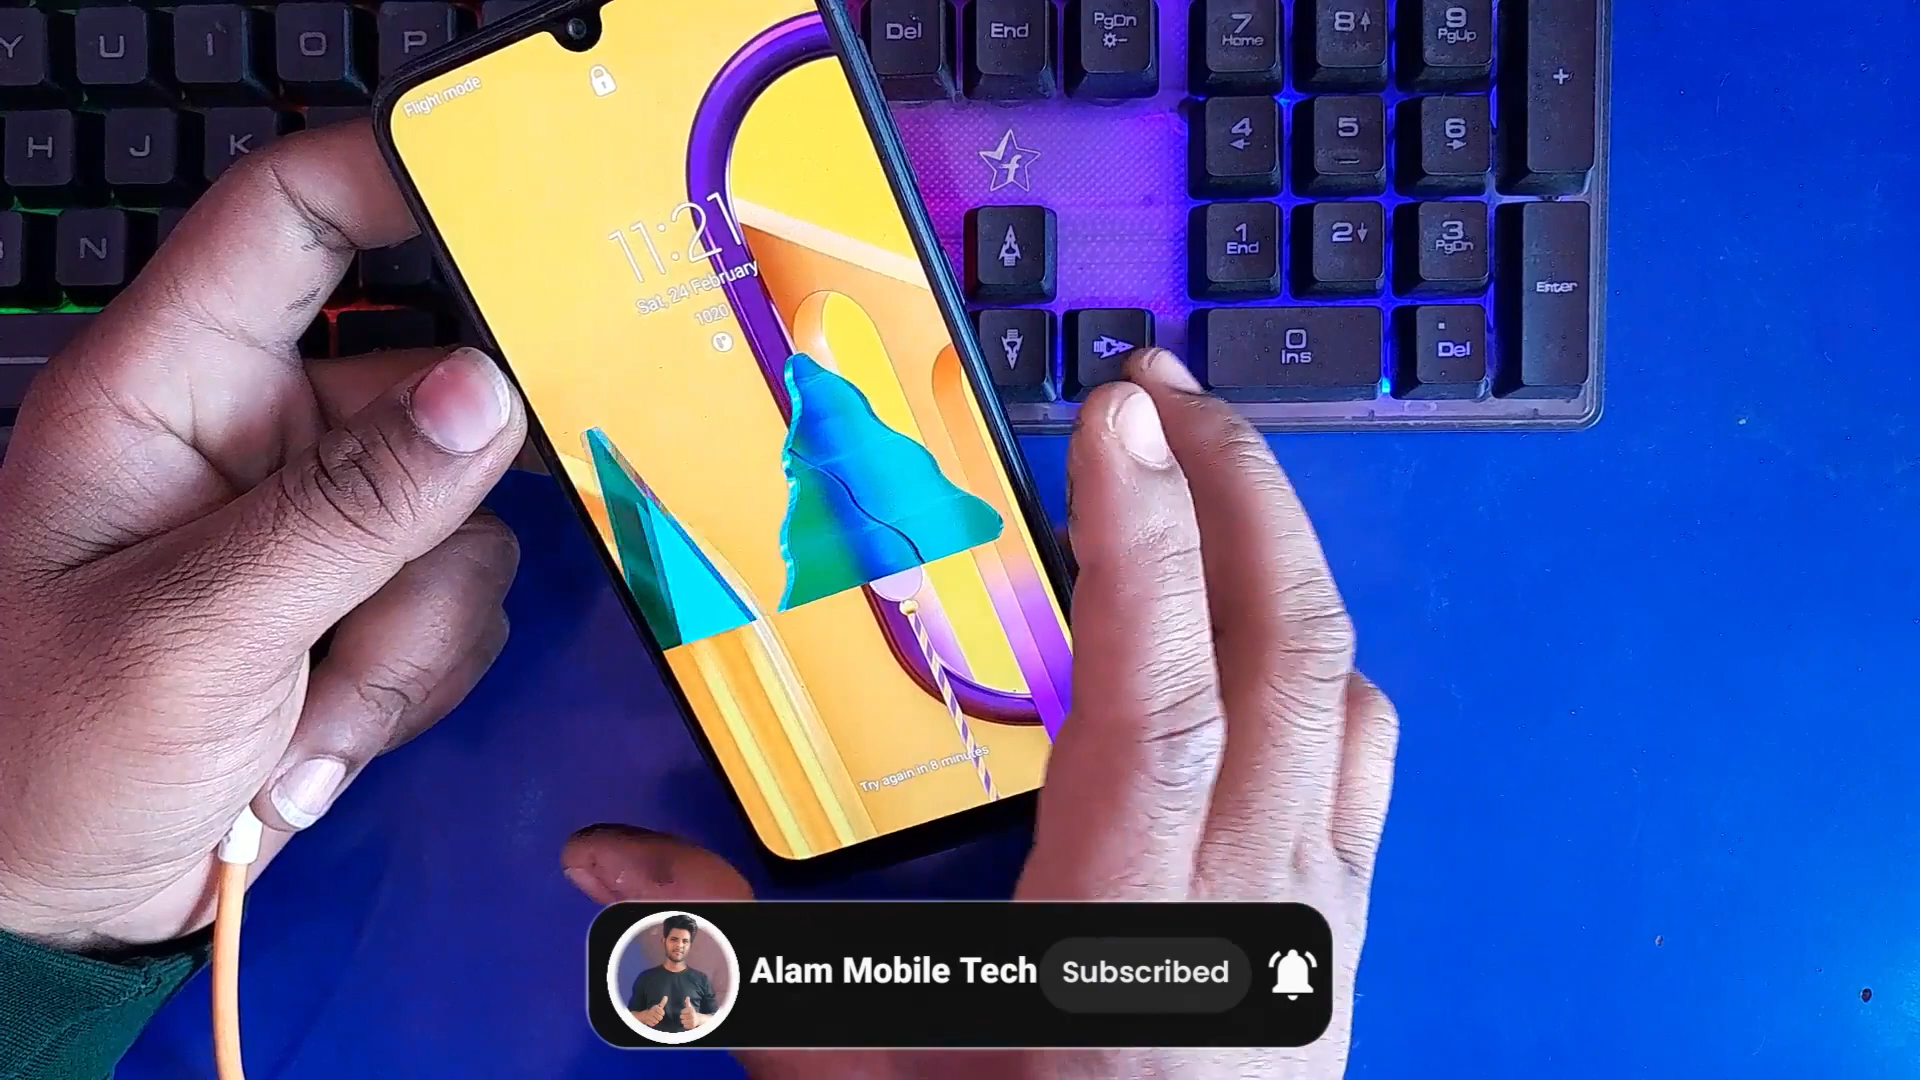 Y U I O P
Del End PgDn
7 Home 8 9 PgUp
+
H J K
4 5 6
N
1 End 2 3 PgDn
Enter
0 Ins . Del
Flight mode
11:21
Sat, 24 February
1020
Try again in 8 minutes
Alam Mobile Tech Subscribed